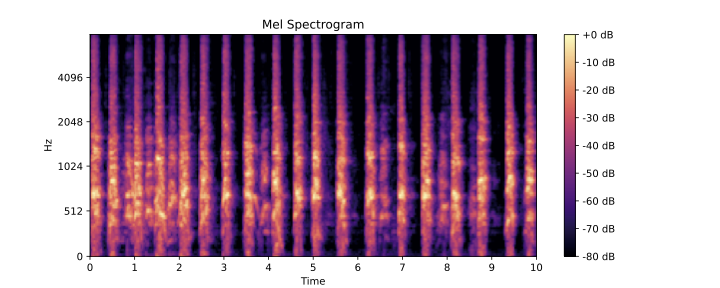 Mel Spectrogram
Hz
4096
2048
1024
512
0
0 1 2 3 4 5 6 7 8 9 10
Time
+0 dB
-10 dB
-20 dB
-30 dB
-40 dB
-50 dB
-60 dB
-70 dB
-80 dB